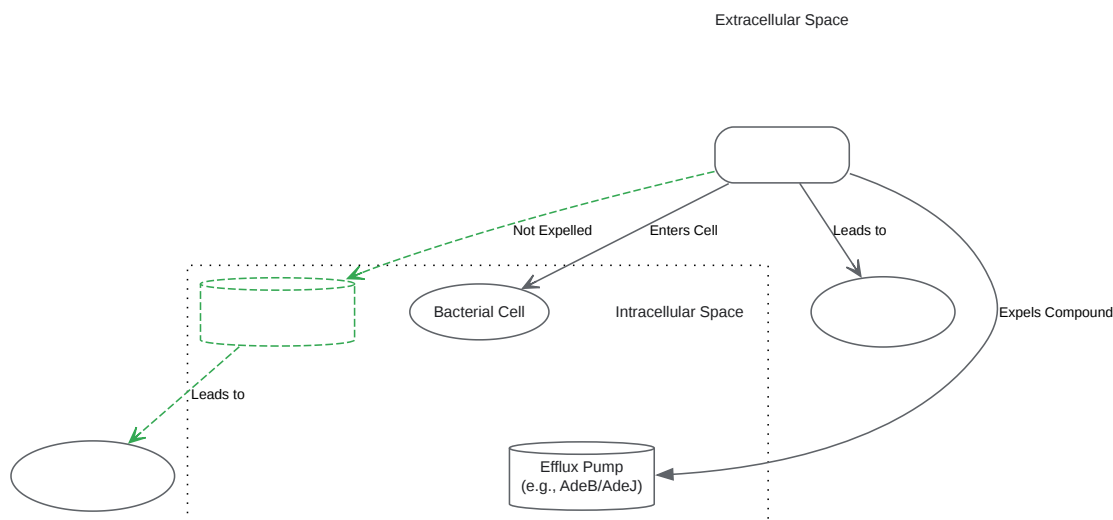 Extracellular Space
Not Expelled
Enters Cell
Leads to
Bacterial Cell
Intracellular Space
Expels Compound
Leads to
Efflux Pump
(e.g., AdeB/AdeJ)